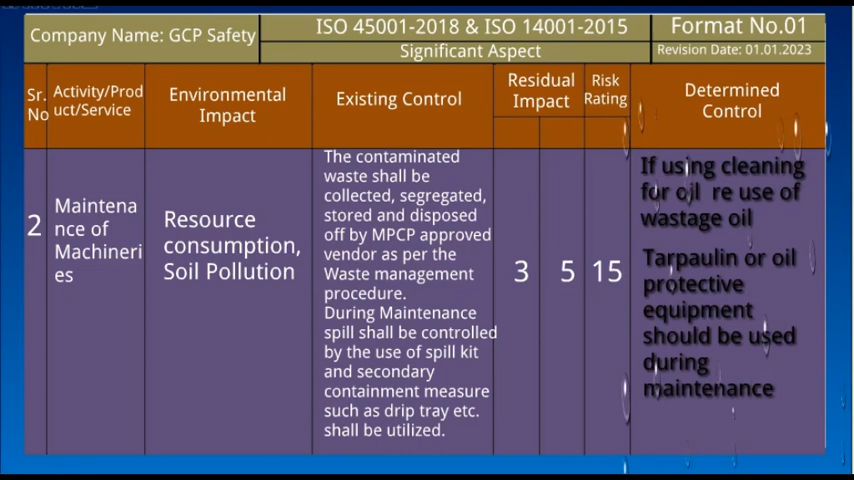 Company Name: GCP Safety
ISO 45001-2018 & ISO 14001-2015
Format No.01
Significant Aspect
Revision Date: 01.01.2023
Sr.
No
Activity/Prod
uct/Service
Environmental
Impact
Existing Control
Residual
Impact
Risk
Rating
Determined
Control
2
Maintena
nce of
Machineri
es
Resource
consumption,
Soil Pollution
The contaminated
waste shall be
collected, segregated,
stored and disposed
off by MPCP approved
vendor as per the
Waste management
procedure.
During Maintenance
spill shall be controlled
by the use of spill kit
and secondary
containment measure
such as drip tray etc.
shall be utilized.
3
5
15
If using cleaning
for oil re use of
wastage oil
Tarpaulin or oil
protective
equipment
should be used
during
maintenance